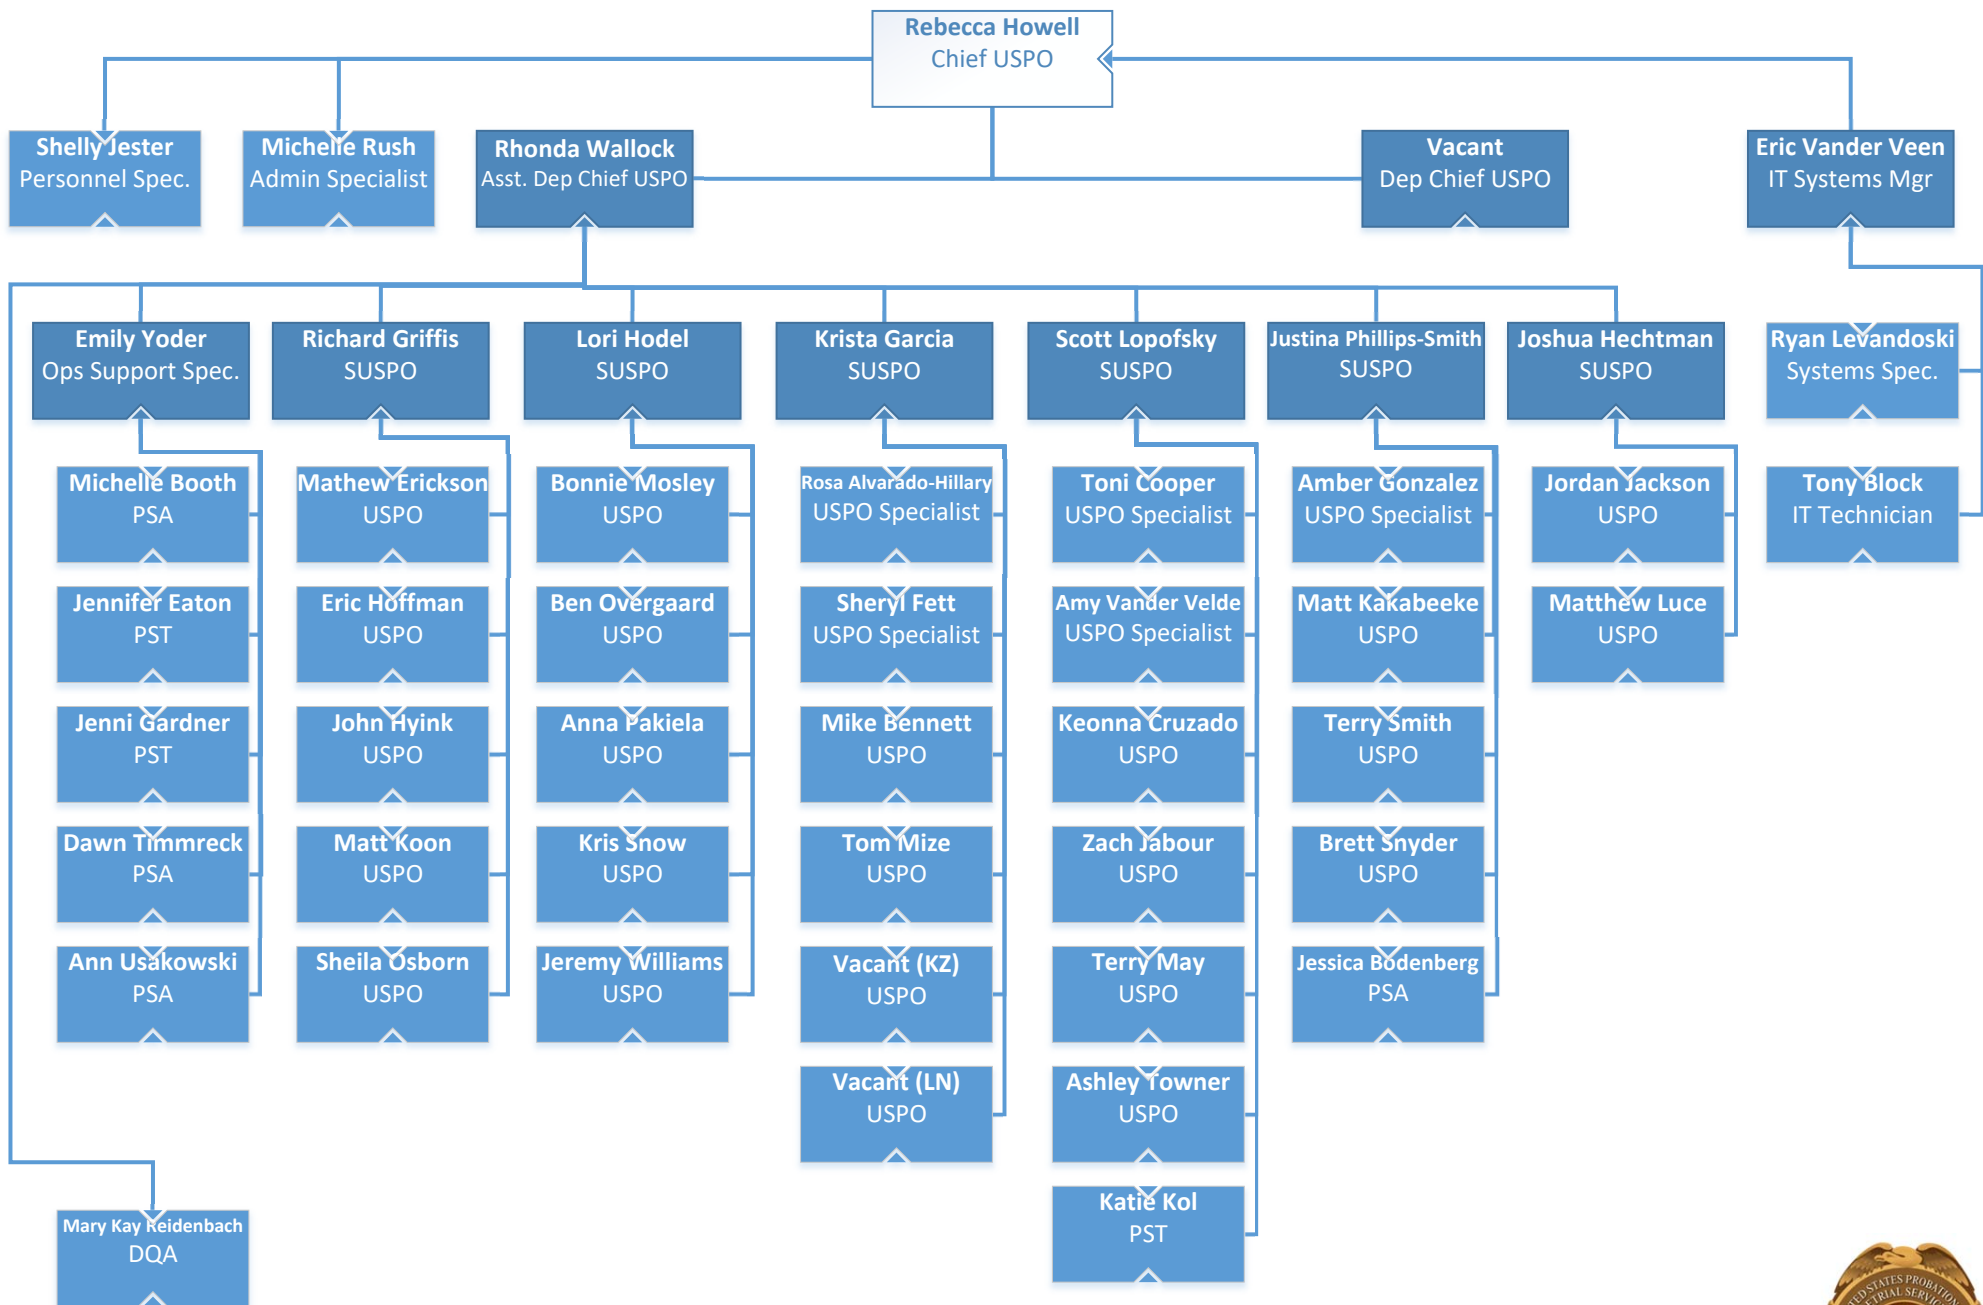 Rebecca Howell
Chief USPO
Shelly Jester
Personnel Spec.
Michelle Rush
Admin Specialist
Rhonda Wallock
Asst. Dep Chief USPO
Vacant
Dep Chief USPO
Eric Vander Veen
IT Systems Mgr
Emily Yoder
Ops Support Spec.
Richard Griffis
SUSPO
Lori Hodel
SUSPO
Krista Garcia
SUSPO
Scott Lopofsky
SUSPO
Justina Phillips-Smith
SUSPO
Joshua Hechtman
SUSPO
Ryan Levandoski
Systems Spec.
Michelle Booth
PSA
Mathew Erickson
USPO
Bonnie Mosley
USPO
Rosa Alvarado-Hillary
USPO Specialist
Toni Cooper
USPO Specialist
Amber Gonzalez
USPO Specialist
Jordan Jackson
USPO
Tony Block
IT Technician
Jennifer Eaton
PST
Eric Hoffman
USPO
Ben Overgaard
USPO
Sheryl Fett
USPO Specialist
Amy Vander Velde
USPO Specialist
Matt Kakabeeke
USPO
Matthew Luce
USPO
Jenni Gardner
PST
John Hyink
USPO
Anna Pakiela
USPO
Mike Bennett
USPO
Keonna Cruzado
USPO
Terry Smith
USPO
Dawn Timmreck
PSA
Matt Koon
USPO
Kris Snow
USPO
Tom Mize
USPO
Zach Jabour
USPO
Brett Snyder
USPO
Ann Usakowski
PSA
Sheila Osborn
USPO
Jeremy Williams
USPO
Vacant (KZ)
USPO
Terry May
USPO
Jessica Bodenberg
PSA
Vacant (LN)
USPO
Ashley Towner
USPO
Katie Kol
PST
Mary Kay Reidenbach
DQA
STATES